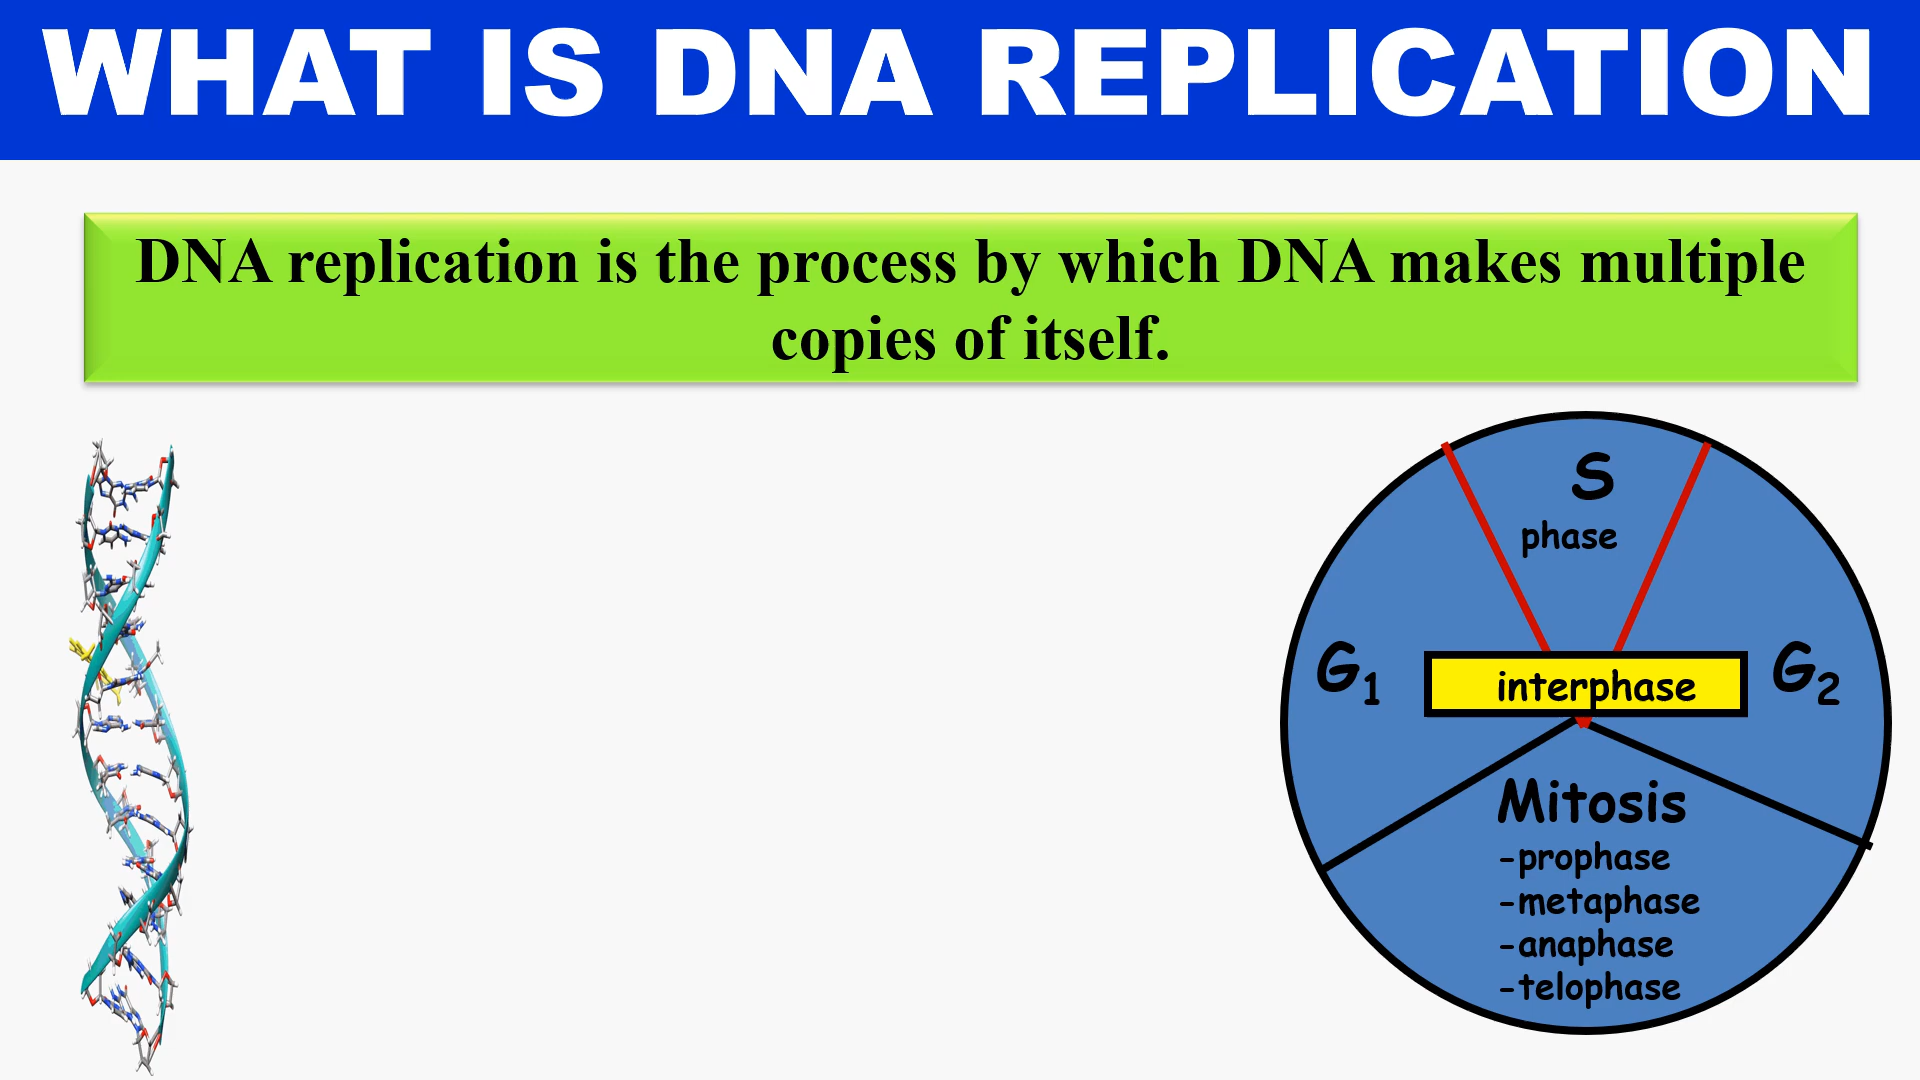 WHAT IS DNA REPLICATION
DNA replication is the process by which DNA makes multiple
copies of itself.
S
phase
G1
interphase
G2
Mitosis
-prophase
-metaphase
-anaphase
-telophase